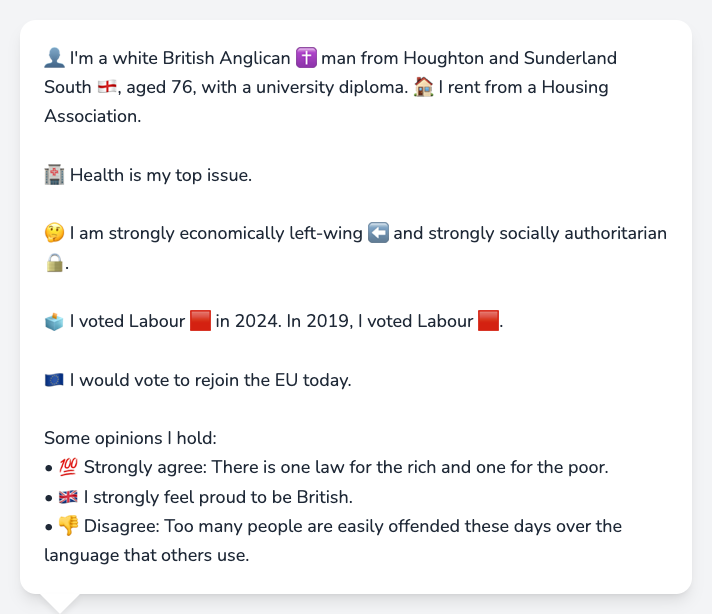 👤 I'm a white British Anglican ✝️ man from Houghton and Sunderland
South 🏴󠁧󠁢󠁥󠁮󠁧󠁿, aged 76, with a university diploma. 🏠 I rent from a Housing
Association.
🏥 Health is my top issue.
🤔 I am strongly economically left-wing ⬅️ and strongly socially authoritarian
🔒.
🗳️ I voted Labour 🟥 in 2024. In 2019, I voted Labour 🟥.
🇪🇺 I would vote to rejoin the EU today.
Some opinions I hold:
• 💯 Strongly agree: There is one law for the rich and one for the poor.
• 🇬🇧 I strongly feel proud to be British.
• 👎 Disagree: Too many people are easily offended these days over the
language that others use.